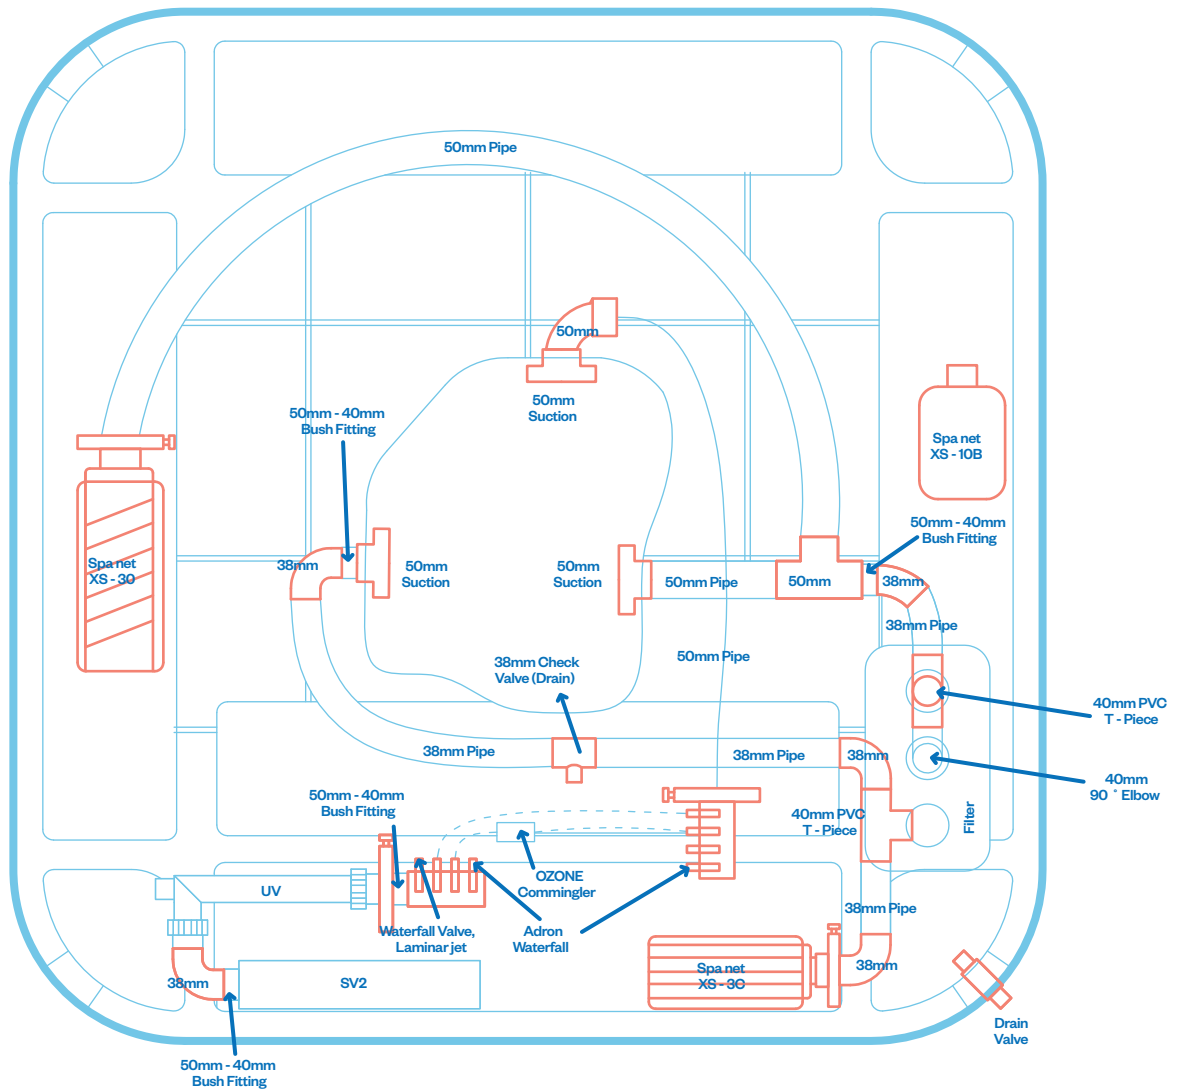 50mm Pipe
50mm
50mm
Suction
50mm - 40mm
Bush Fitting
Spa net
XS - 10B
50mm - 40mm
Bush Fitting
Spa net
XS - 30
38mm
50mm
Suction
50mm
Suction
50mm Pipe
50mm
38mm
38mm Pipe
50mm Pipe
38mm Check
Valve (Drain)
40mm PVC
T - Piece
38mm Pipe
38mm Pipe
38mm
40mm
90 ° Elbow
50mm - 40mm
Bush Fitting
40mm PVC
T - Piece
Filter
OZONE
Commingler
UV
38mm Pipe
Waterfall Valve,
Laminar jet
Adron
Waterfall
38mm
SV2
Spa net
XS - 30
38mm
Drain
Valve
50mm - 40mm
Bush Fitting